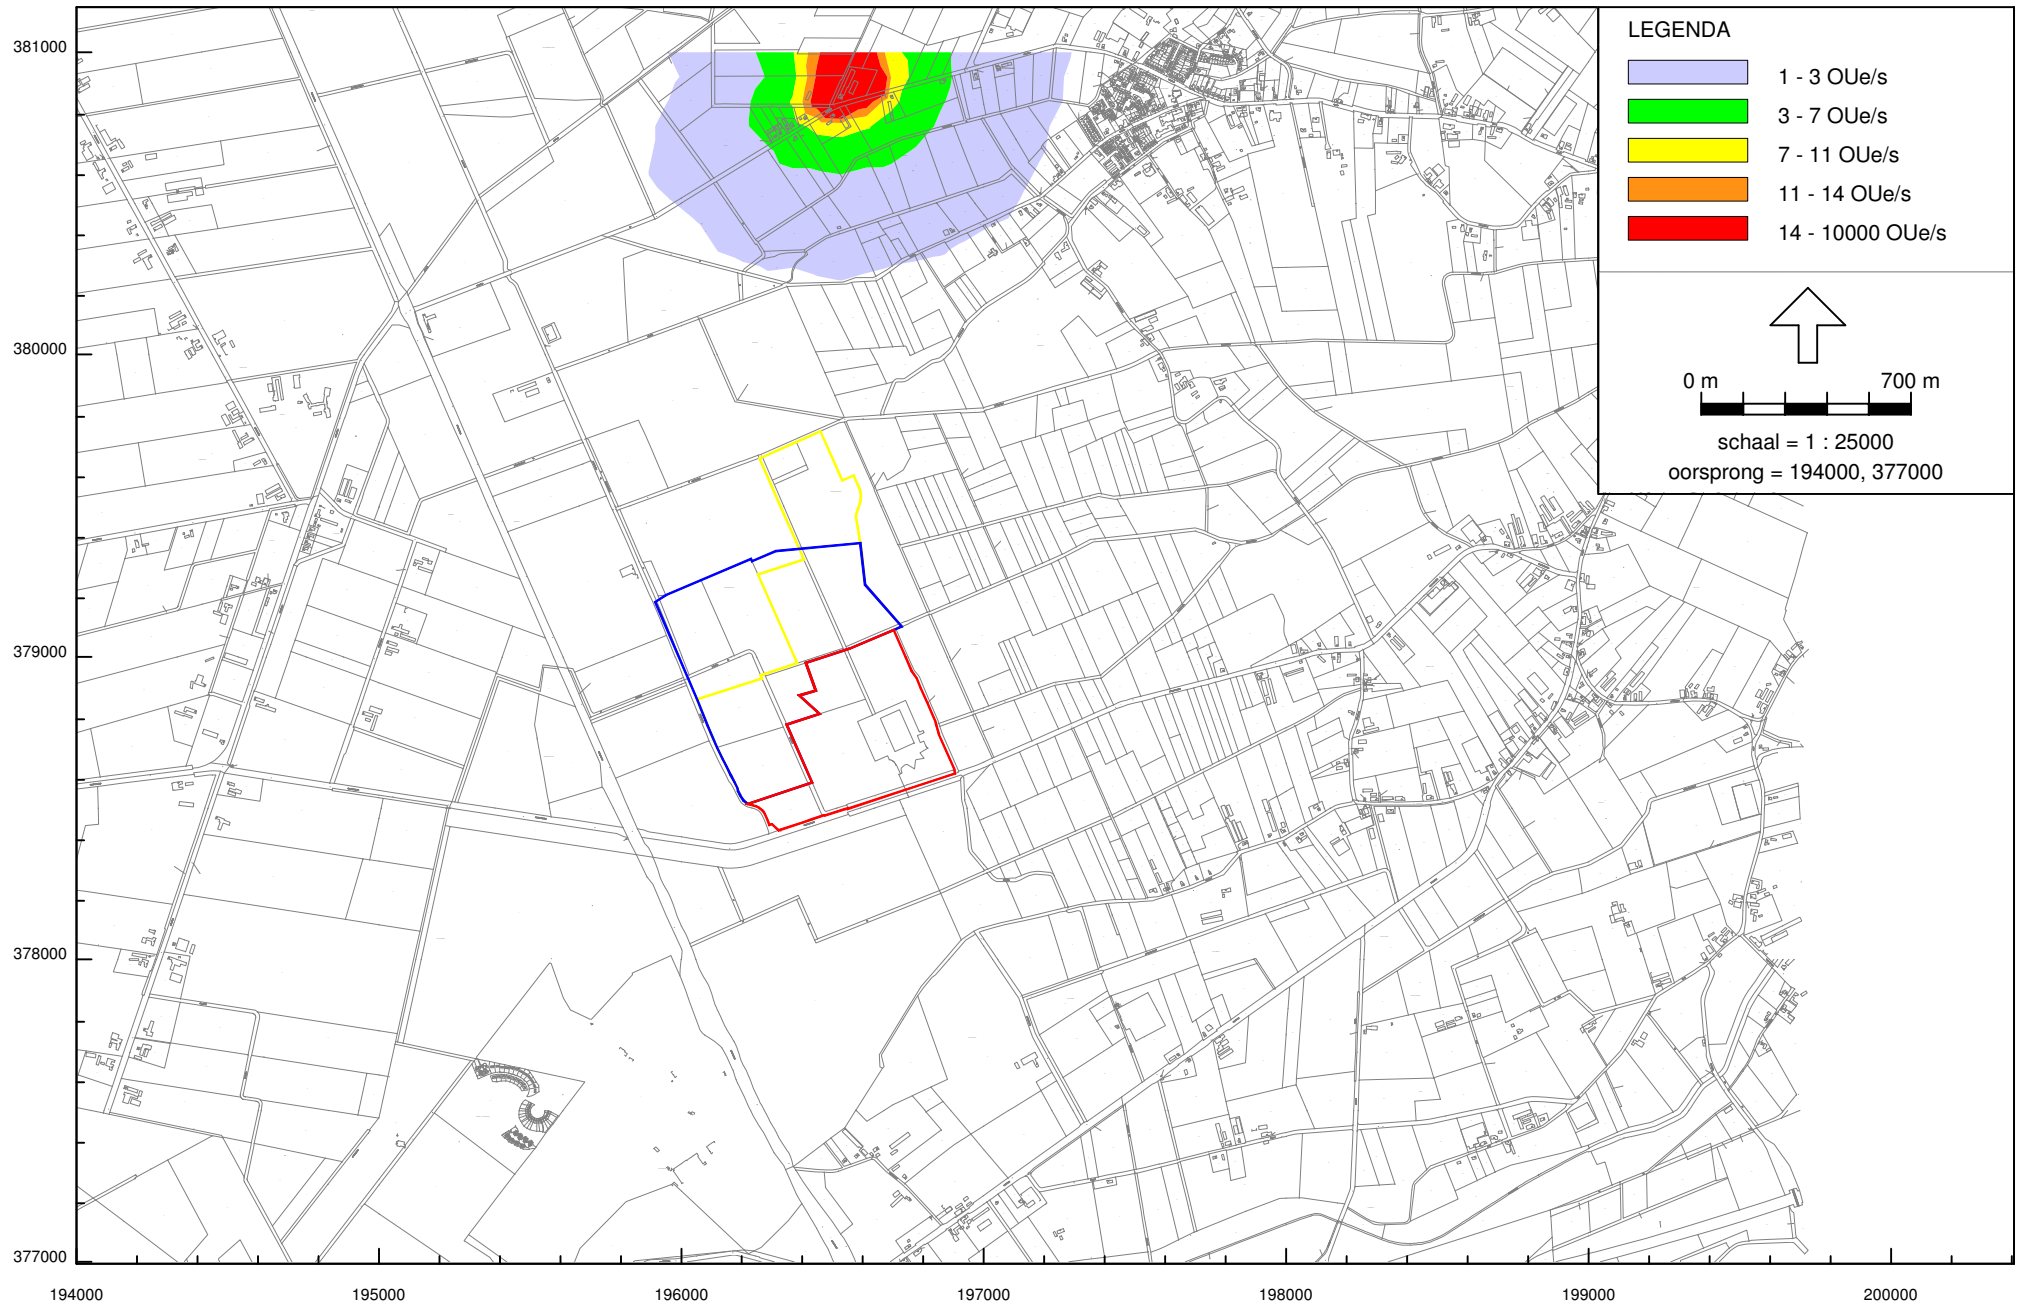 LEGENDA
1 - 3 OUe/s
3 - 7 OUe/s
7 - 11 OUe/s
11 - 14 OUe/s
14 - 10000 OUe/s
0 m 700 m
schaal = 1 : 25000
oorsprong = 194000, 377000
381000
380000
379000
378000
377000
194000 195000 196000 197000 198000 199000 200000